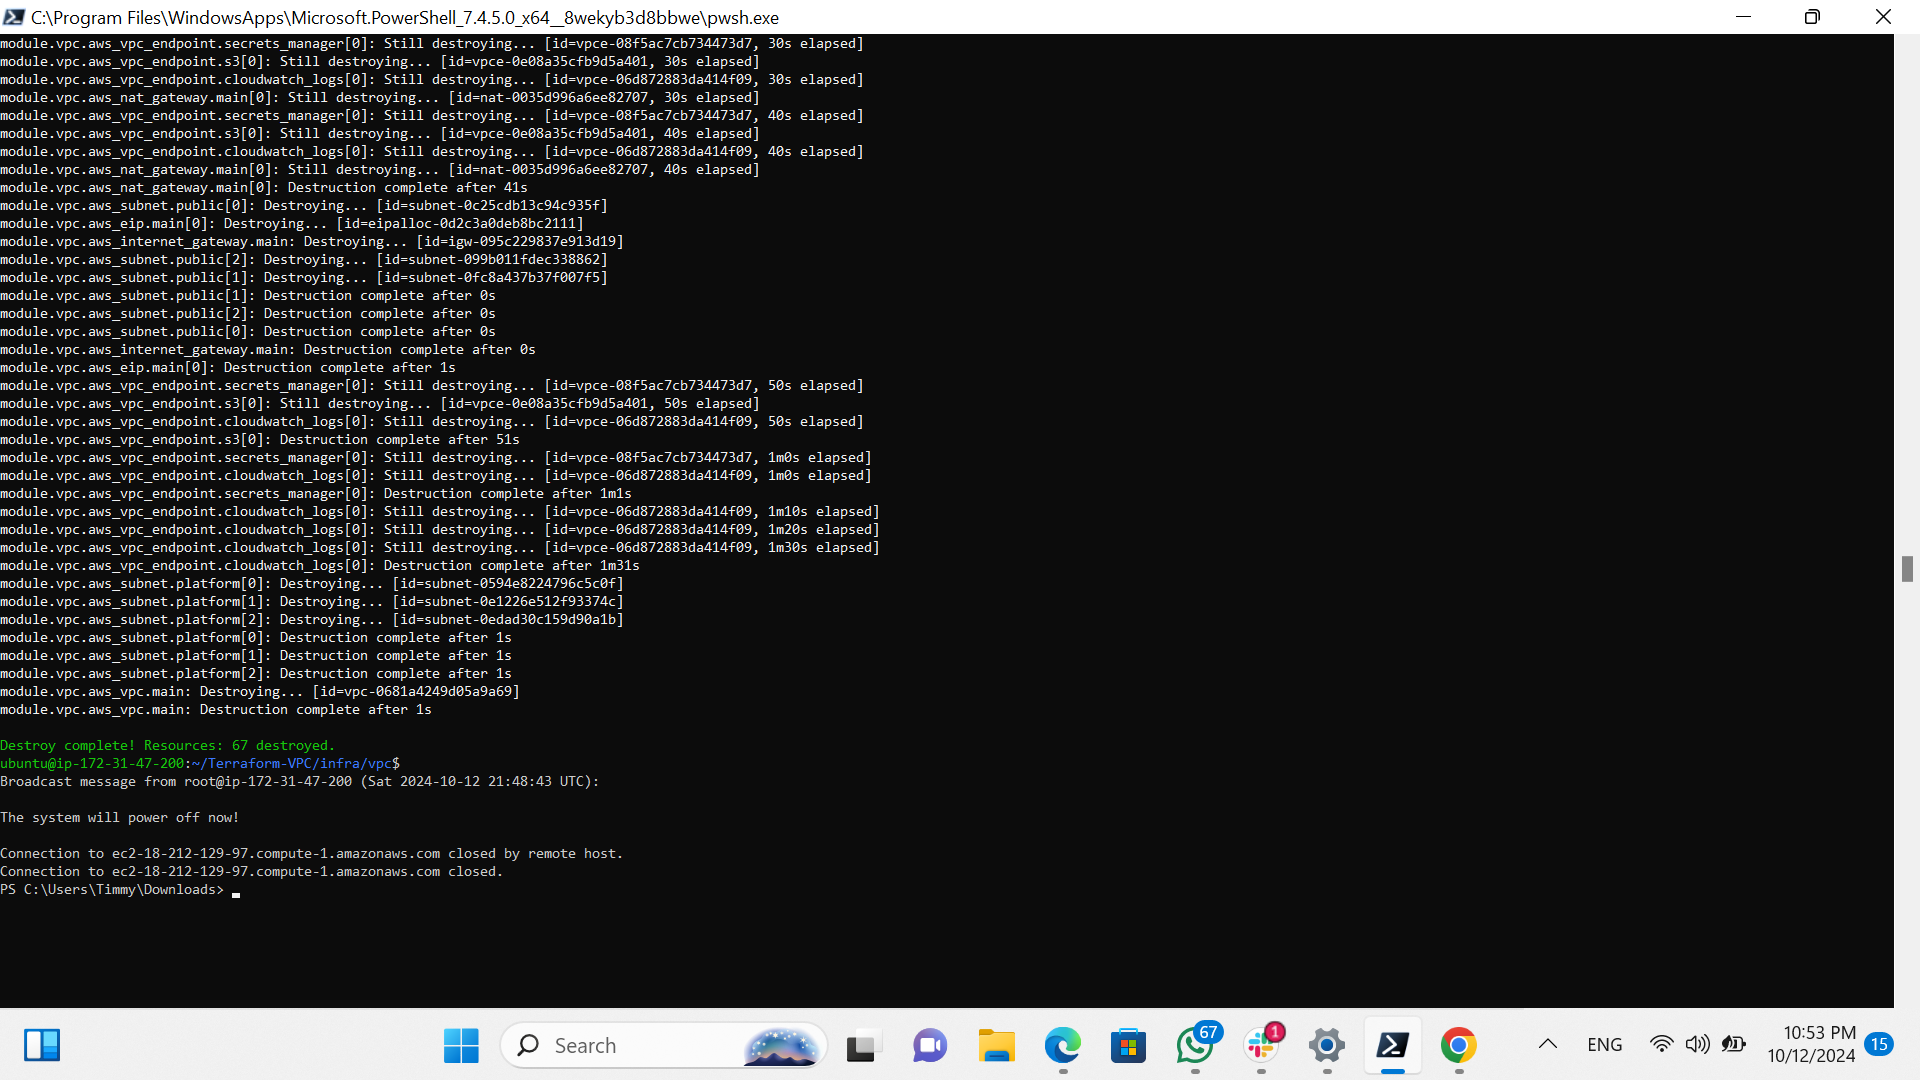 C:\Program Files\WindowsApps\Microsoft.PowerShell_7.4.5.0_x64__8wekyb3d8bbwe\pwsh.exe
module.vpc.aws_vpc_endpoint.secrets_manager[0]: Still destroying... [id=vpce-08f5ac7cb734473d7, 30s elapsed]
module.vpc.aws_vpc_endpoint.s3[0]: Still destroying... [id=vpce-0e08a35cfb9d5a401, 30s elapsed]
module.vpc.aws_vpc_endpoint.cloudwatch_logs[0]: Still destroying... [id=vpce-06d872883da414f09, 30s elapsed]
module.vpc.aws_nat_gateway.main[0]: Still destroying... [id=nat-0035d996a6ee82707, 30s elapsed]
module.vpc.aws_vpc_endpoint.secrets_manager[0]: Still destroying... [id=vpce-08f5ac7cb734473d7, 40s elapsed]
module.vpc.aws_vpc_endpoint.s3[0]: Still destroying... [id=vpce-0e08a35cfb9d5a401, 40s elapsed]
module.vpc.aws_vpc_endpoint.cloudwatch_logs[0]: Still destroying... [id=vpce-06d872883da414f09, 40s elapsed]
module.vpc.aws_nat_gateway.main[0]: Still destroying... [id=nat-0035d996a6ee82707, 40s elapsed]
module.vpc.aws_nat_gateway.main[0]: Destruction complete after 41s
module.vpc.aws_subnet.public[0]: Destroying... [id=subnet-0c25cdb13c94c935f]
module.vpc.aws_eip.main[0]: Destroying... [id=eipalloc-0d2c3a0deb8bc2111]
module.vpc.aws_internet_gateway.main: Destroying... [id=igw-095c229837e913d19]
module.vpc.aws_subnet.public[2]: Destroying... [id=subnet-099b011fdec338862]
module.vpc.aws_subnet.public[1]: Destroying... [id=subnet-0fc8a437b37f007f5]
module.vpc.aws_subnet.public[1]: Destruction complete after 0s
module.vpc.aws_subnet.public[2]: Destruction complete after 0s
module.vpc.aws_subnet.public[0]: Destruction complete after 0s
module.vpc.aws_internet_gateway.main: Destruction complete after 0s
module.vpc.aws_eip.main[0]: Destruction complete after 1s
module.vpc.aws_vpc_endpoint.secrets_manager[0]: Still destroying... [id=vpce-08f5ac7cb734473d7, 50s elapsed]
module.vpc.aws_vpc_endpoint.s3[0]: Still destroying... [id=vpce-0e08a35cfb9d5a401, 50s elapsed]
module.vpc.aws_vpc_endpoint.cloudwatch_logs[0]: Still destroying... [id=vpce-06d872883da414f09, 50s elapsed]
module.vpc.aws_vpc_endpoint.s3[0]: Destruction complete after 51s
module.vpc.aws_vpc_endpoint.secrets_manager[0]: Still destroying... [id=vpce-08f5ac7cb734473d7, 1m0s elapsed]
module.vpc.aws_vpc_endpoint.cloudwatch_logs[0]: Still destroying... [id=vpce-06d872883da414f09, 1m0s elapsed]
module.vpc.aws_vpc_endpoint.secrets_manager[0]: Destruction complete after 1m1s
module.vpc.aws_vpc_endpoint.cloudwatch_logs[0]: Still destroying... [id=vpce-06d872883da414f09, 1m10s elapsed]
module.vpc.aws_vpc_endpoint.cloudwatch_logs[0]: Still destroying... [id=vpce-06d872883da414f09, 1m20s elapsed]
module.vpc.aws_vpc_endpoint.cloudwatch_logs[0]: Still destroying... [id=vpce-06d872883da414f09, 1m30s elapsed]
module.vpc.aws_vpc_endpoint.cloudwatch_logs[0]: Destruction complete after 1m31s
module.vpc.aws_subnet.platform[0]: Destroying... [id=subnet-0594e8224796c5c0f]
module.vpc.aws_subnet.platform[1]: Destroying... [id=subnet-0e1226e512f93374c]
module.vpc.aws_subnet.platform[2]: Destroying... [id=subnet-0edad30c159d90a1b]
module.vpc.aws_subnet.platform[0]: Destruction complete after 1s
module.vpc.aws_subnet.platform[1]: Destruction complete after 1s
module.vpc.aws_subnet.platform[2]: Destruction complete after 1s
module.vpc.aws_vpc.main: Destroying... [id=vpc-0681a4249d05a9a69]
module.vpc.aws_vpc.main: Destruction complete after 1s
Destroy complete! Resources: 67 destroyed.
ubuntu@ip-172-31-47-200:~/Terraform-VPC/infra/vpc$
Broadcast message from root@ip-172-31-47-200 (Sat 2024-10-12 21:48:43 UTC):
The system will power off now!
Connection to ec2-18-212-129-97.compute-1.amazonaws.com closed by remote host.
Connection to ec2-18-212-129-97.compute-1.amazonaws.com closed.
PS C:\Users\Timmy\Downloads>
Search
67
1
ENG
10:53 PM
10/12/2024
15